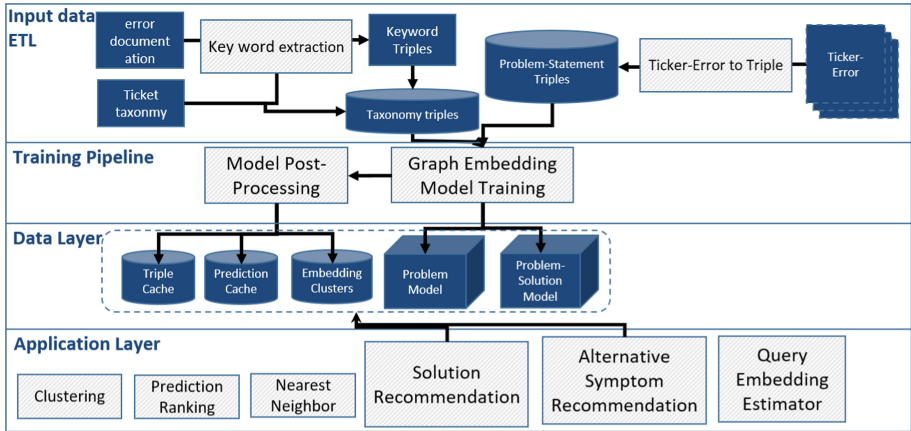 Input data
ETL
error
document
ation
Key word extraction
Keyword
Triples
Problem-Statement
Triples
Ticker-Error to Triple
Ticker-
Error
Ticket
taxonmy
Taxonomy triples
Training Pipeline
Model Post-
Processing
Graph Embedding
Model Training
Data Layer
Triple
Cache
Prediction
Cache
Embedding
Clusters
Problem
Model
Problem-
Solution
Model
Application Layer
Clustering
Prediction
Ranking
Nearest
Neighbor
Solution
Recommendation
Alternative
Symptom
Recommendation
Query
Embedding
Estimator